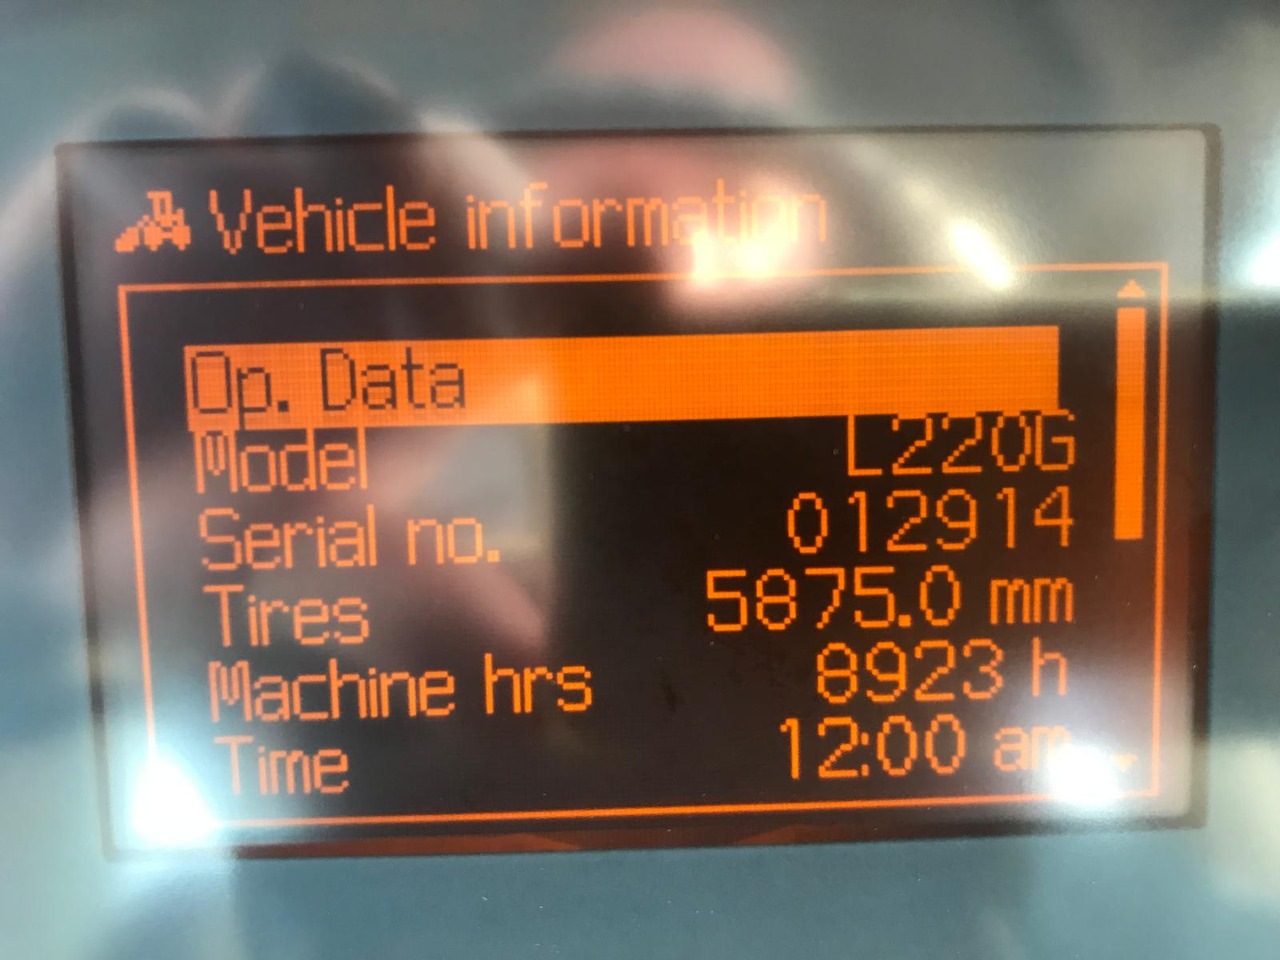 Vehicle information
Op. Data
Model L220G
Serial no. 012914
Tires 5875.0 mm
Machine hrs 8923 h
Time 12:00 am